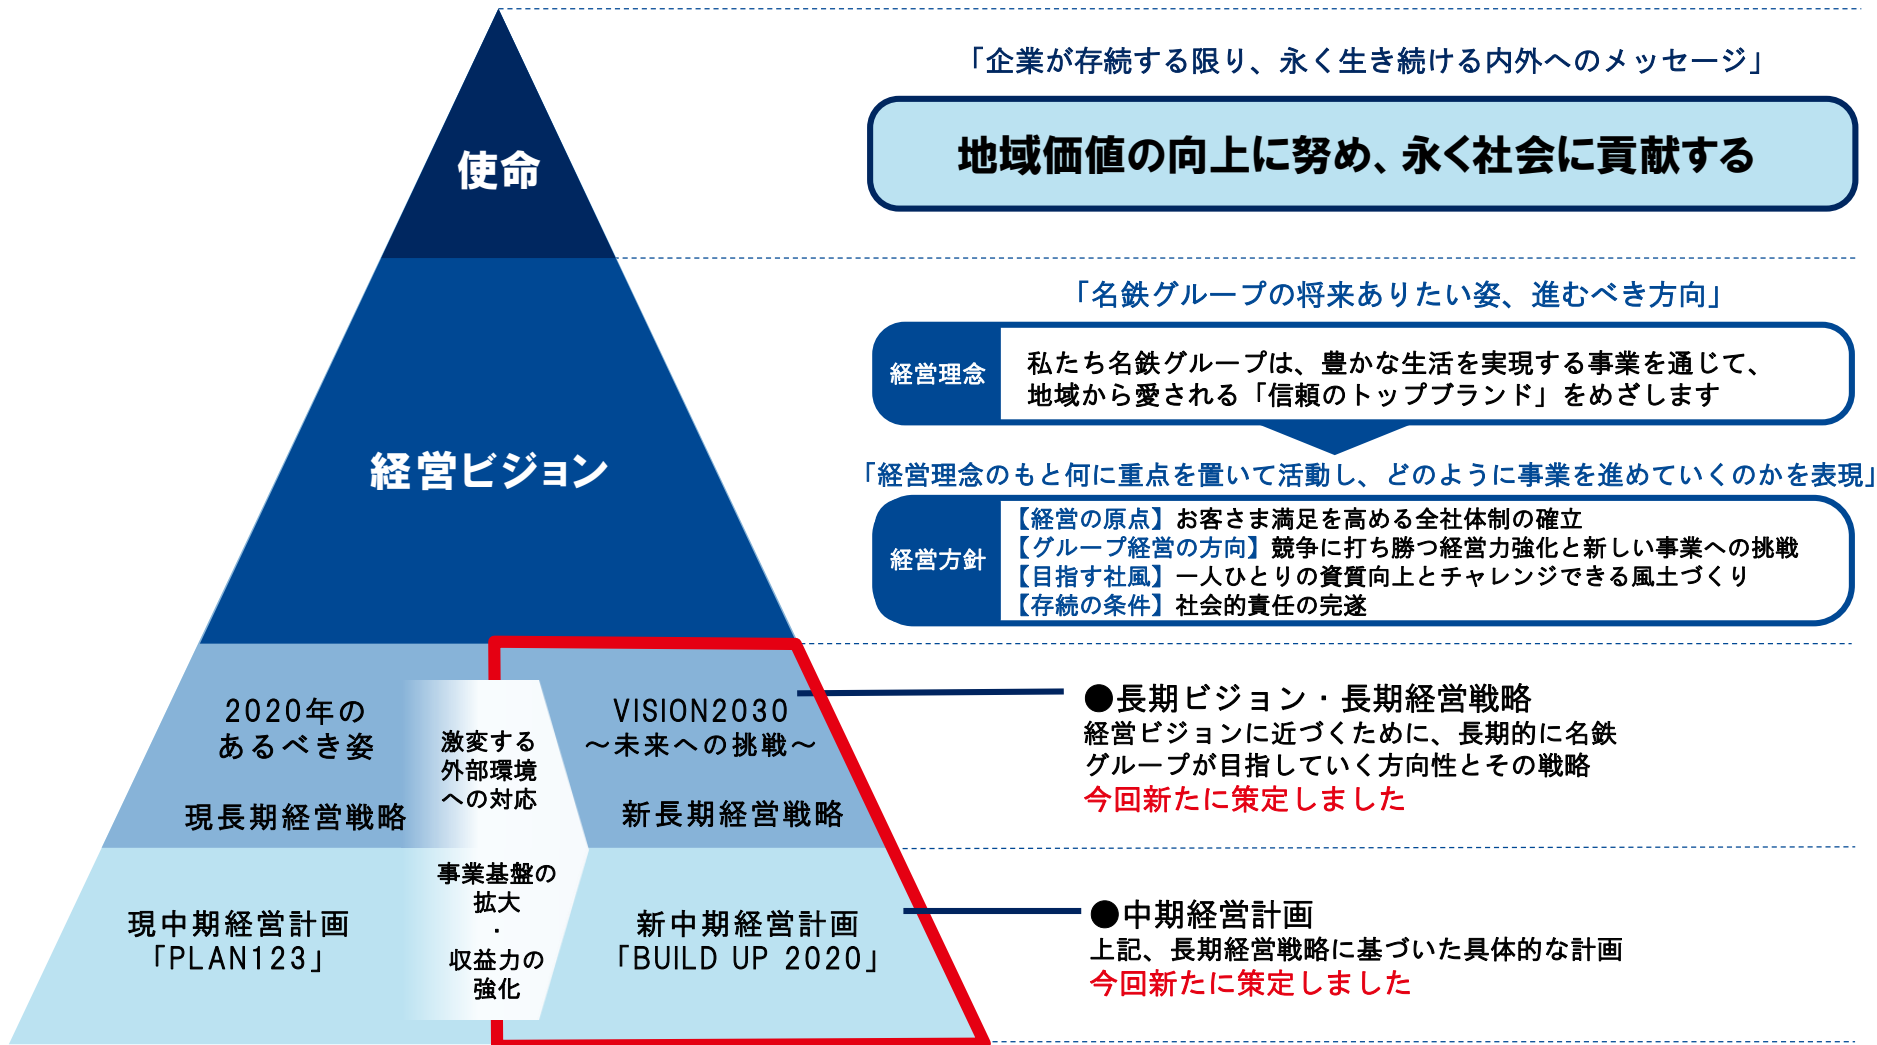 「企業が存続する限り、永く生き続ける内外へのメッセージ」
使命
地域価値の向上に努め、永く社会に貢献する
経営ビジョン
「名鉄グループの将来ありたい姿、進むべき方向」
経営理念
私たち名鉄グループは、豊かな生活を実現する事業を通じて、
地域から愛される「信頼のトップブランド」をめざします
「経営理念のもと何に重点を置いて活動し、どのように事業を進めていくのかを表現」
経営方針
【経営の原点】お客さま満足を高める全社体制の確立
【グループ経営の方向】競争に打ち勝つ経営力強化と新しい事業への挑戦
【目指す社風】一人ひとりの資質向上とチャレンジできる風土づくり
【存続の条件】社会的責任の完遂
2020年の
あるべき姿
現長期経営戦略
激変する
外部環境
への対応
VISION2030
～未来への挑戦～
新長期経営戦略
●長期ビジョン・長期経営戦略
経営ビジョンに近づくために、長期的に名鉄
グループが目指していく方向性とその戦略
今回新たに策定しました
現中期経営計画
「PLAN123」
事業基盤の
拡大
・
収益力の
強化
新中期経営計画
「BUILD UP 2020」
●中期経営計画
上記、長期経営戦略に基づいた具体的な計画
今回新たに策定しました